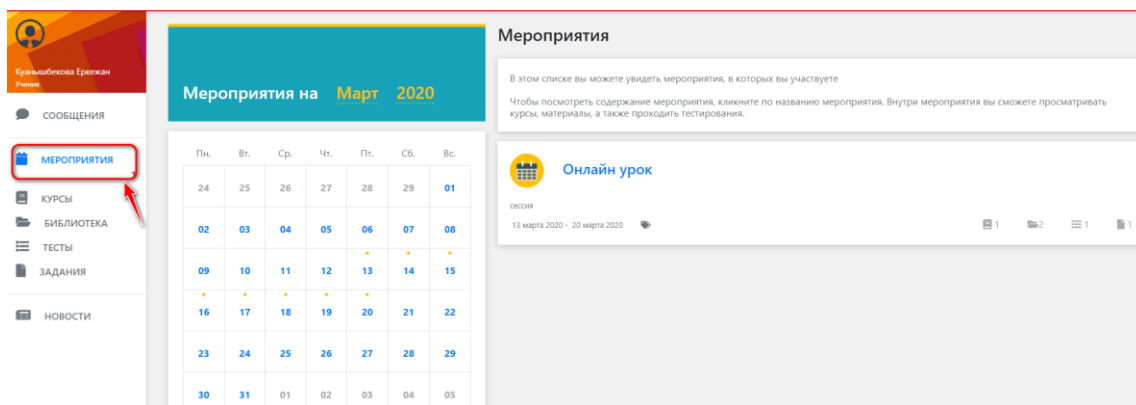 Куанышбекова Еркежан
Ученик
СООБЩЕНИЯ
МЕРОПРИЯТИЯ
КУРСЫ
БИБЛИОТЕКА
ТЕСТЫ
ЗАДАНИЯ
НОВОСТИ
Мероприятия на Март 2020
Пн. Вт. Ср. Чт. Пт. Сб. Вс.
24 25 26 27 28 29 01
02 03 04 05 06 07 08
09 10 11 12 13 14 15
16 17 18 19 20 21 22
23 24 25 26 27 28 29
30 31 01 02 03 04 05
Мероприятия
В этом списке вы можете увидеть мероприятия, в которых вы участвуете
Чтобы посмотреть содержание мероприятия, кликните по названию мероприятия. Внутри мероприятия вы сможете просматривать
курсы, материалы, а также проходить тестирования.
Онлайн урок
сессия
13 марта 2020 - 20 марта 2020 1 2 1 1